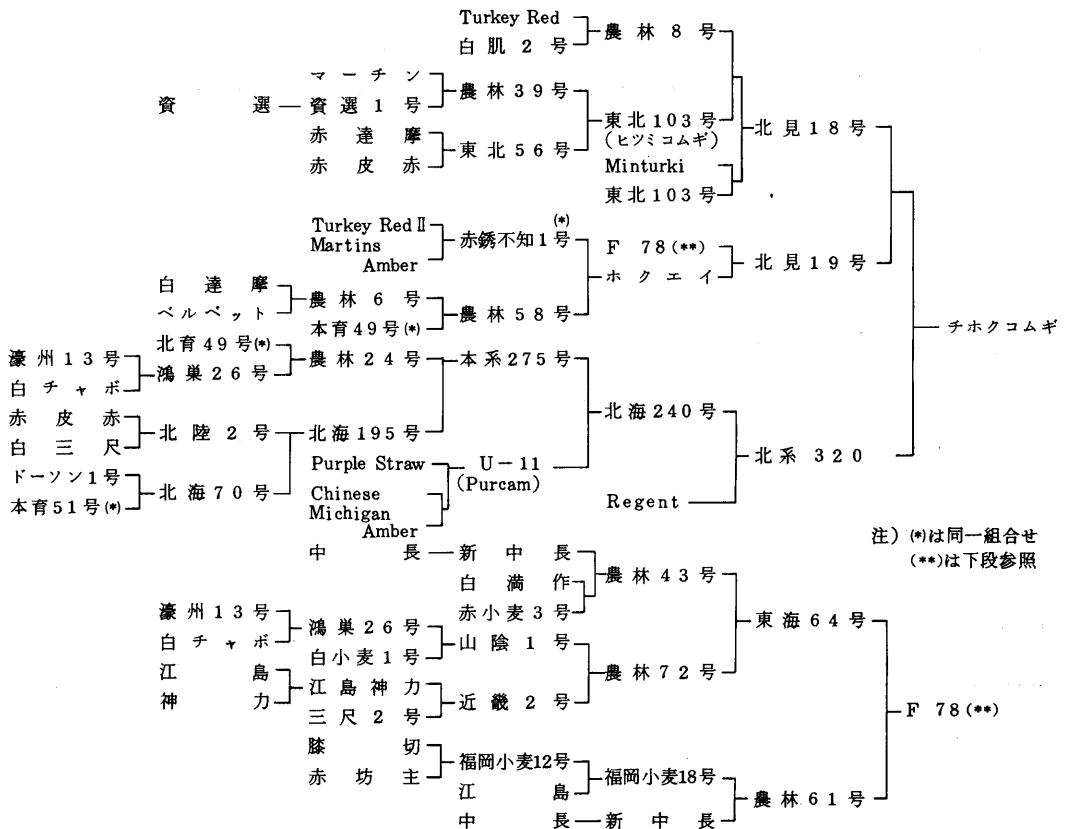 Turkey Red
白肌2号
農林8号
マーチン
資選
資選1号
農林39号
赤達摩
赤皮赤
東北56号
東北103号
(ヒツミコムギ)
Minturki
東北103号
北見18号
Turkey Red Ⅱ
Martins
Amber
赤銹不知1号(*)
F 78(**)
ホクエイ
北見19号
白達摩
ベルベット
農林6号
本育49号(*)
農林58号
チホクコムギ
北育49号(*)
濠州13号
白チャボ
鴻巣26号
農林24号
本系275号
赤皮赤
白三尺
北陸2号
北海195号
北海240号
ドーソン1号
本育51号(*)
北海70号
Purple Straw
U-11
(Purcam)
Chinese
Michigan
Amber
Regent
北系320
注) (*)は同一組合せ
(**)は下段参照
中長
新中長
白満作
赤小麦3号
農林43号
濠州13号
白チャボ
鴻巣26号
白小麦1号
山陰1号
東海64号
江島
神力
江島神力
三尺2号
近畿2号
農林72号
F 78(**)
膝切
赤坊主
福岡小麦12号
江島
福岡小麦18号
中長
新中長
農林61号